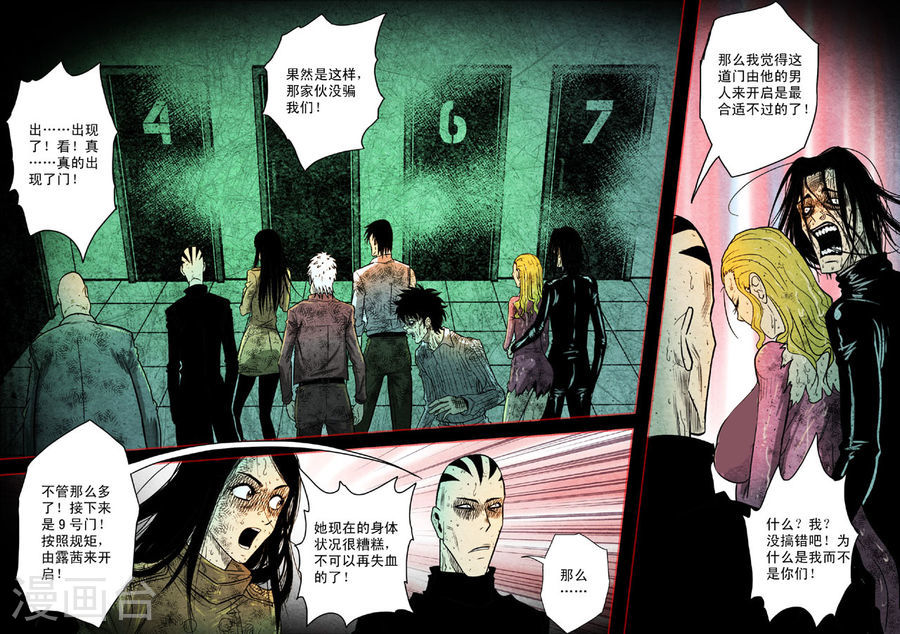 出……出现
了！看！真
……真的出
现了门！
果然是这样，
那家伙没骗
我们！
4
6
7
不管那么多
了！接下来
是9号门！
按照规矩，
由露茜来开
启！
她现在的身体
状况很糟糕，
不可以再失血
的了！
那么
……
那么我觉得这
道门由他的男
人来开启是最
合适不过的了！
什么？我？
没搞错吧！为
什么是我而不
是你们！
漫画台